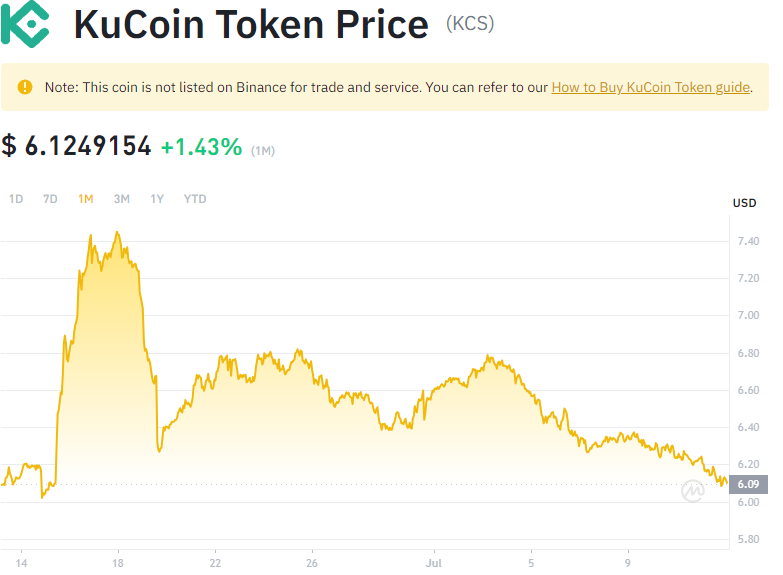 KuCoin Token Price (KCS)
Note: This coin is not listed on Binance for trade and service. You can refer to our How to Buy KuCoin Token guide.
$ 6.1249154 +1.43% (1M)
1D 7D 1M 3M 1Y YTD
USD
7.40
7.20
7.00
6.80
6.60
6.40
6.20
6.09
6.00
5.80
14 18 22 26 Jul 5 9